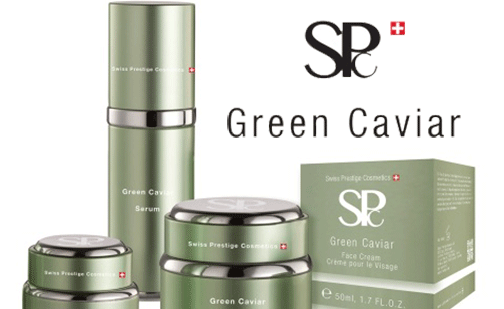 SPc
Green Caviar
Swiss Prestige Cosmetics
Green Caviar
Serum
Swiss Prestige Cosmetics
Swiss Prestige Cosmetics
Green Caviar
Swiss Prestige Cosmetics
SPc
Green Caviar
Face Cream
Crème pour le Visage
50ml, 1.7 FL.O.Z.